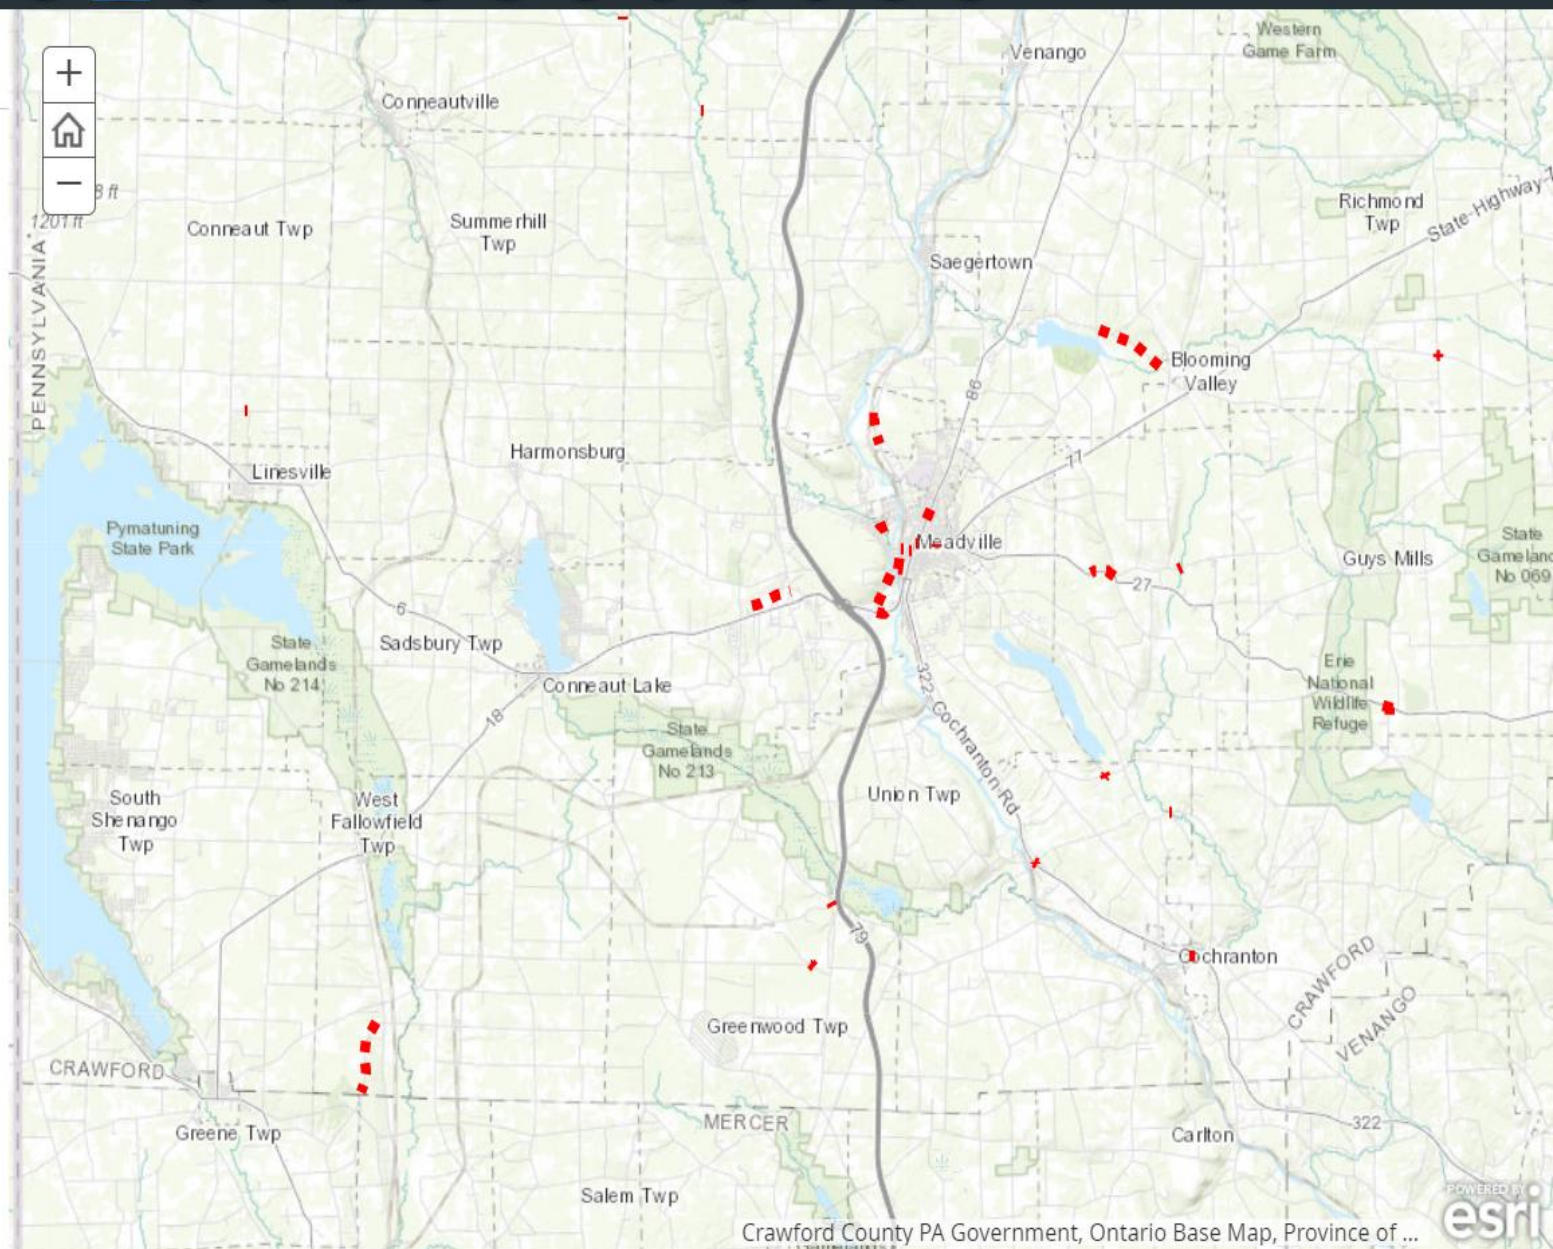 +
−
Western
Game Farm
Venango
Conneautville
8 ft
1201 ft
Conneaut Twp
Summerhill
Twp
Richmond
Twp
State-Highway
Saegertown
PENNSYLVANIA
Blooming
Valley
86
77
Harmonsburg
Linesville
Pymatuning
State Park
Meadville
Guys Mills
State
Gameland
No 069
27
6
Sadsbury Twp
State
Gamelands
No 214
Conneaut Lake
Erie
National
Wildlife
Refuge
322
Cochranton Rd
18
State
Gamelands
No 213
Union Twp
South
Shenango
Twp
West
Fallowfield
Twp
79
Cochranton
CRAWFORD
VENANGO
Greenwood Twp
CRAWFORD
MERCER
Greene Twp
322
Carlton
Salem Twp
POWERED BY
esri
Crawford County PA Government, Ontario Base Map, Province of ...